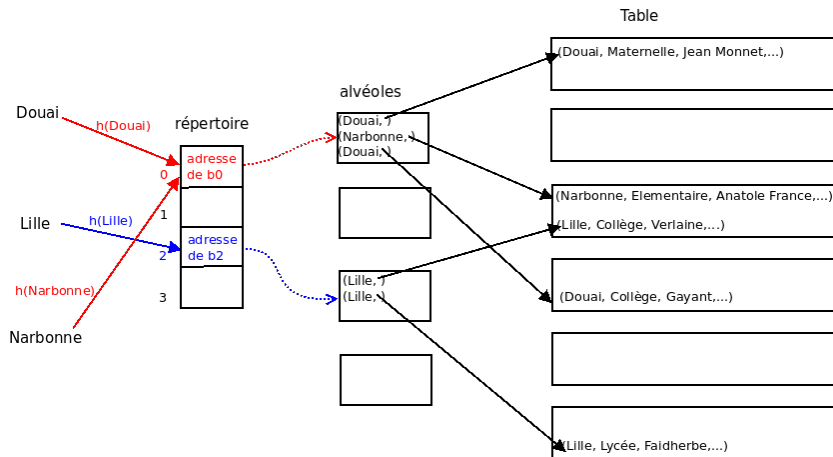 Table
(Douai, Maternelle, Jean Monnet,...)
alvéoles
Douai
h(Douai)
répertoire
(Douai, )
(Narbonne, )
(Douai, )
adresse
de b0
0
(Narbonne, Elementaire, Anatole France,...)
1
Lille
h(Lille)
(Lille, Collège, Verlaine,...)
adresse
de b2
2
(Lille, )
(Lille, )
h(Narbonne)
3
(Douai, Collège, Gayant,...)
Narbonne
(Lille, Lycée, Faidherbe,...)